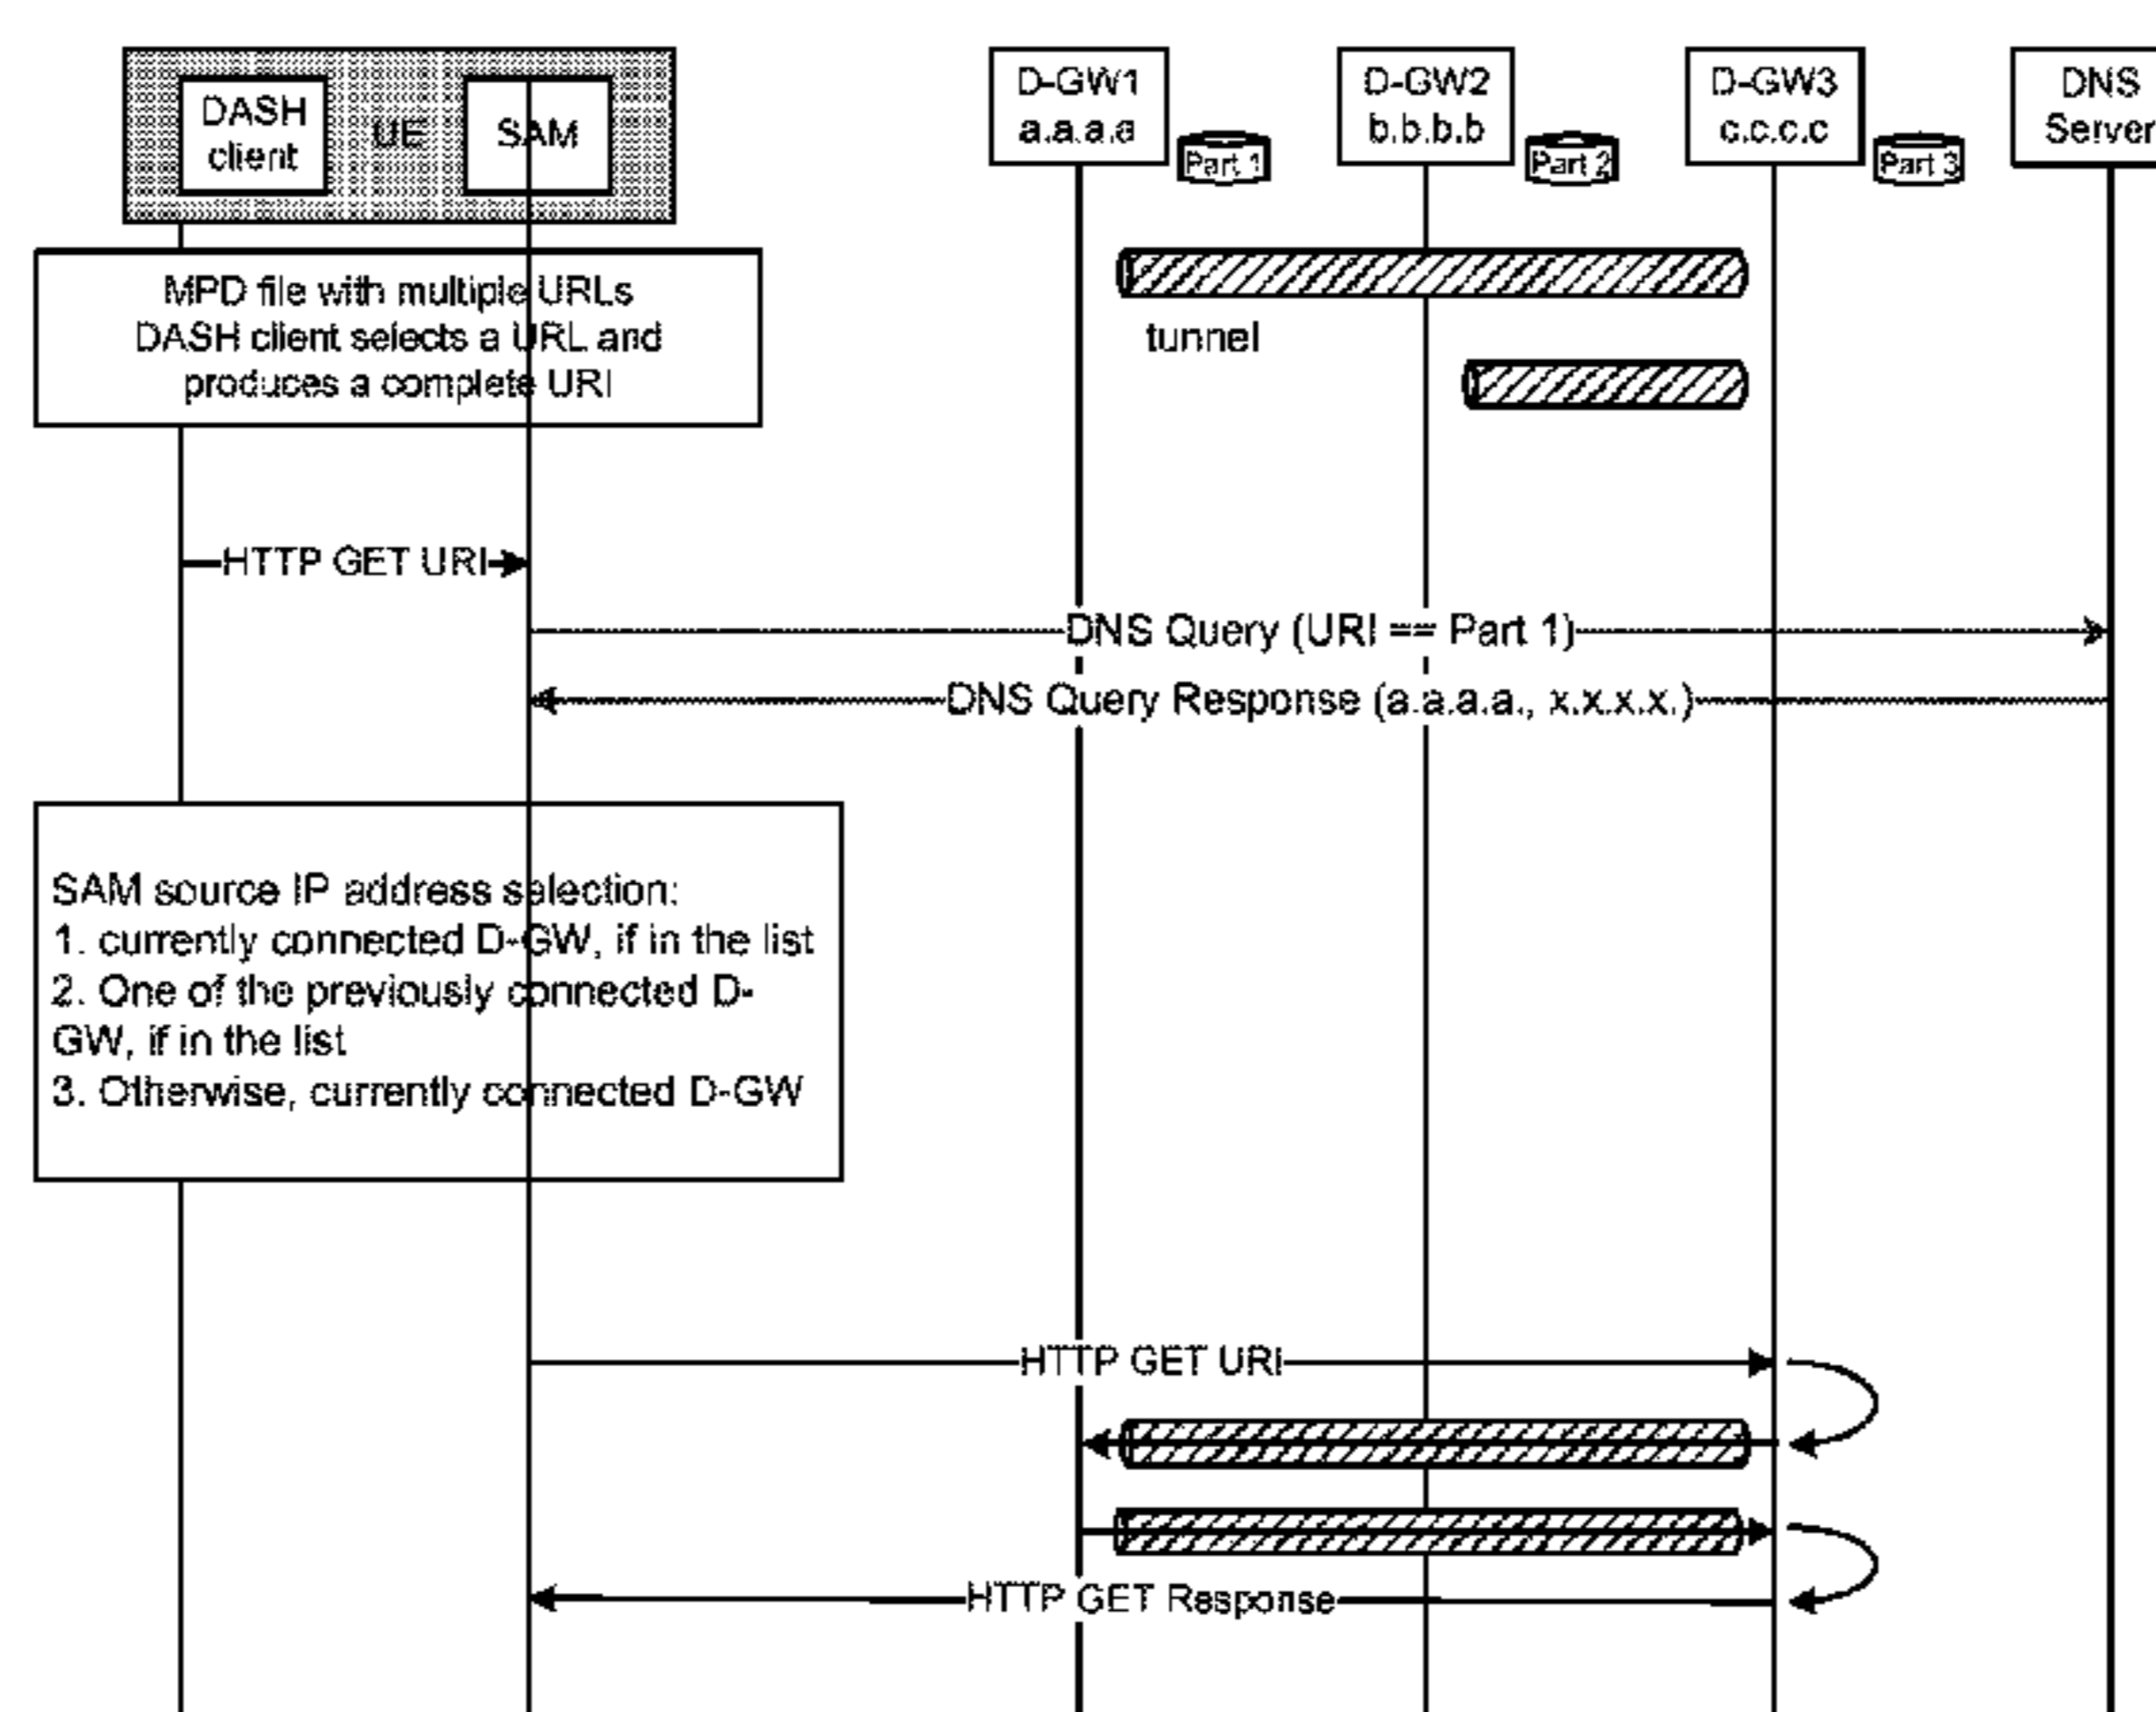 DASH
client
UE
SAM
D-GW1
a.a.a.a
Part 1
D-GW2
b.b.b.b
Part 2
D-GW3
c.c.c.c
Part 3
DNS
Server
MPD file with multiple URLs
DASH client selects a URL and
produces a complete URI
tunnel
HTTP GET URI
DNS Query (URI == Part 1)
DNS Query Response (a.a.a.a., x.x.x.x.)
SAM source IP address selection:
1. currently connected D-GW, if in the list
2. One of the previously connected D-
GW, if in the list
3. Otherwise, currently connected D-GW
HTTP GET URI
HTTP GET Response